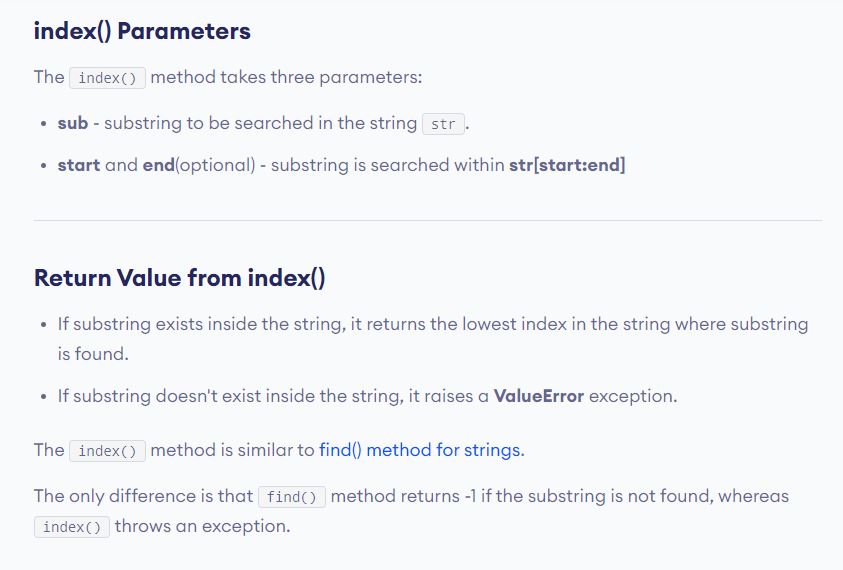 index() Parameters
The index() method takes three parameters:
• sub - substring to be searched in the string str.
• start and end(optional) - substring is searched within str[start:end]
Return Value from index()
• If substring exists inside the string, it returns the lowest index in the string where substring
is found.
• If substring doesn't exist inside the string, it raises a ValueError exception.
The index() method is similar to find() method for strings.
The only difference is that find() method returns -1 if the substring is not found, whereas
index() throws an exception.